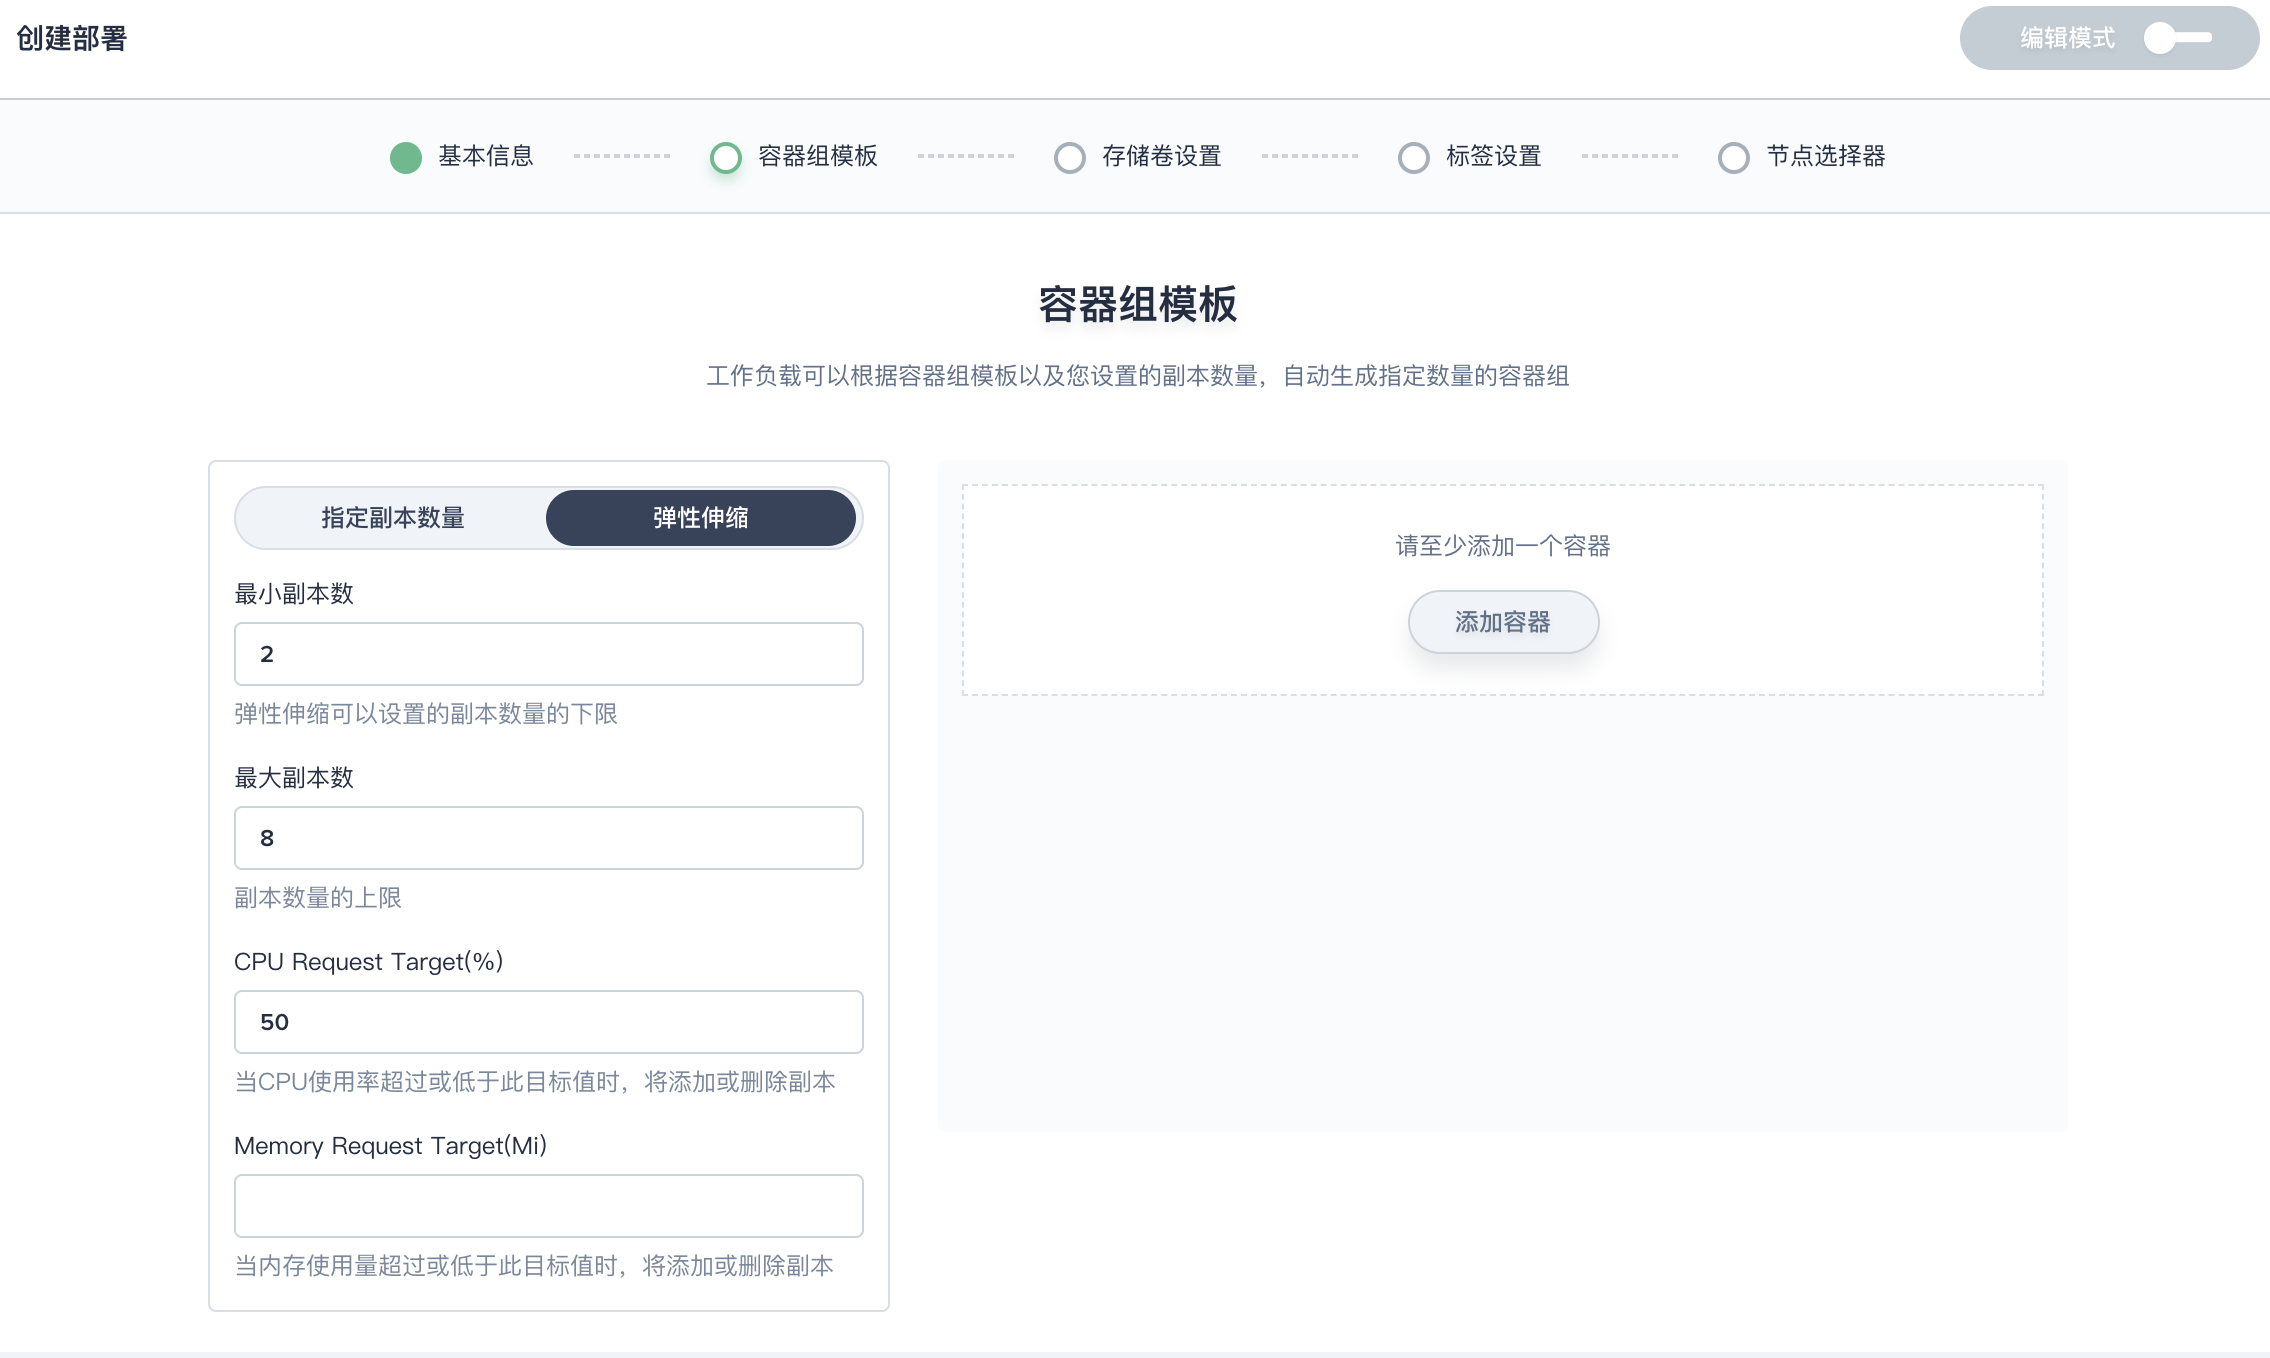 创建部署
编辑模式
基本信息
容器组模板
存储卷设置
标签设置
节点选择器
容器组模板
工作负载可以根据容器组模板以及您设置的副本数量，自动生成指定数量的容器组
指定副本数量
弹性伸缩
最小副本数
2
弹性伸缩可以设置的副本数量的下限
最大副本数
8
副本数量的上限
CPU Request Target(%)
50
当CPU使用率超过或低于此目标值时，将添加或删除副本
Memory Request Target(Mi)
当内存使用量超过或低于此目标值时，将添加或删除副本
请至少添加一个容器
添加容器